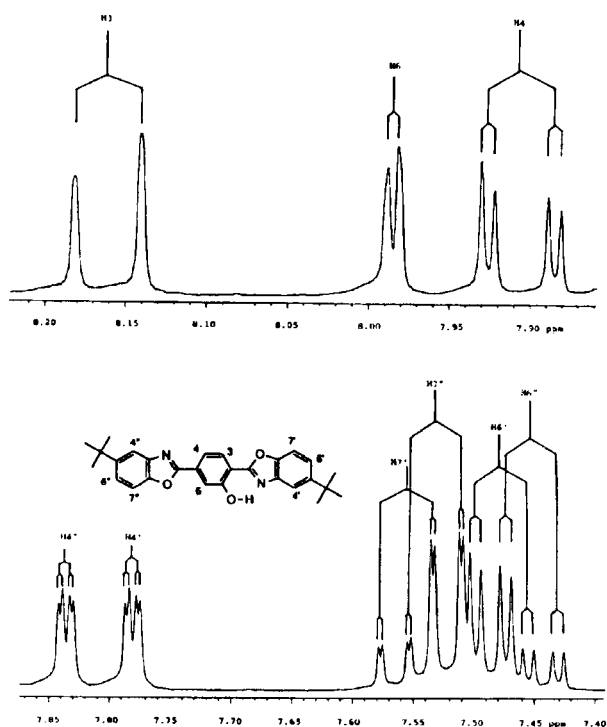 H3
H4
H6
8.20 8.15 8.10 8.05 8.00 7.95 7.90 ppm
H7"
H6"
H6'
H7'
4" 4 3 7'
N O 6'
6" O 6 N
7" O-H 4'
H4" H4'
7.85 7.80 7.75 7.70 7.65 7.60 7.55 7.50 7.45 7.40